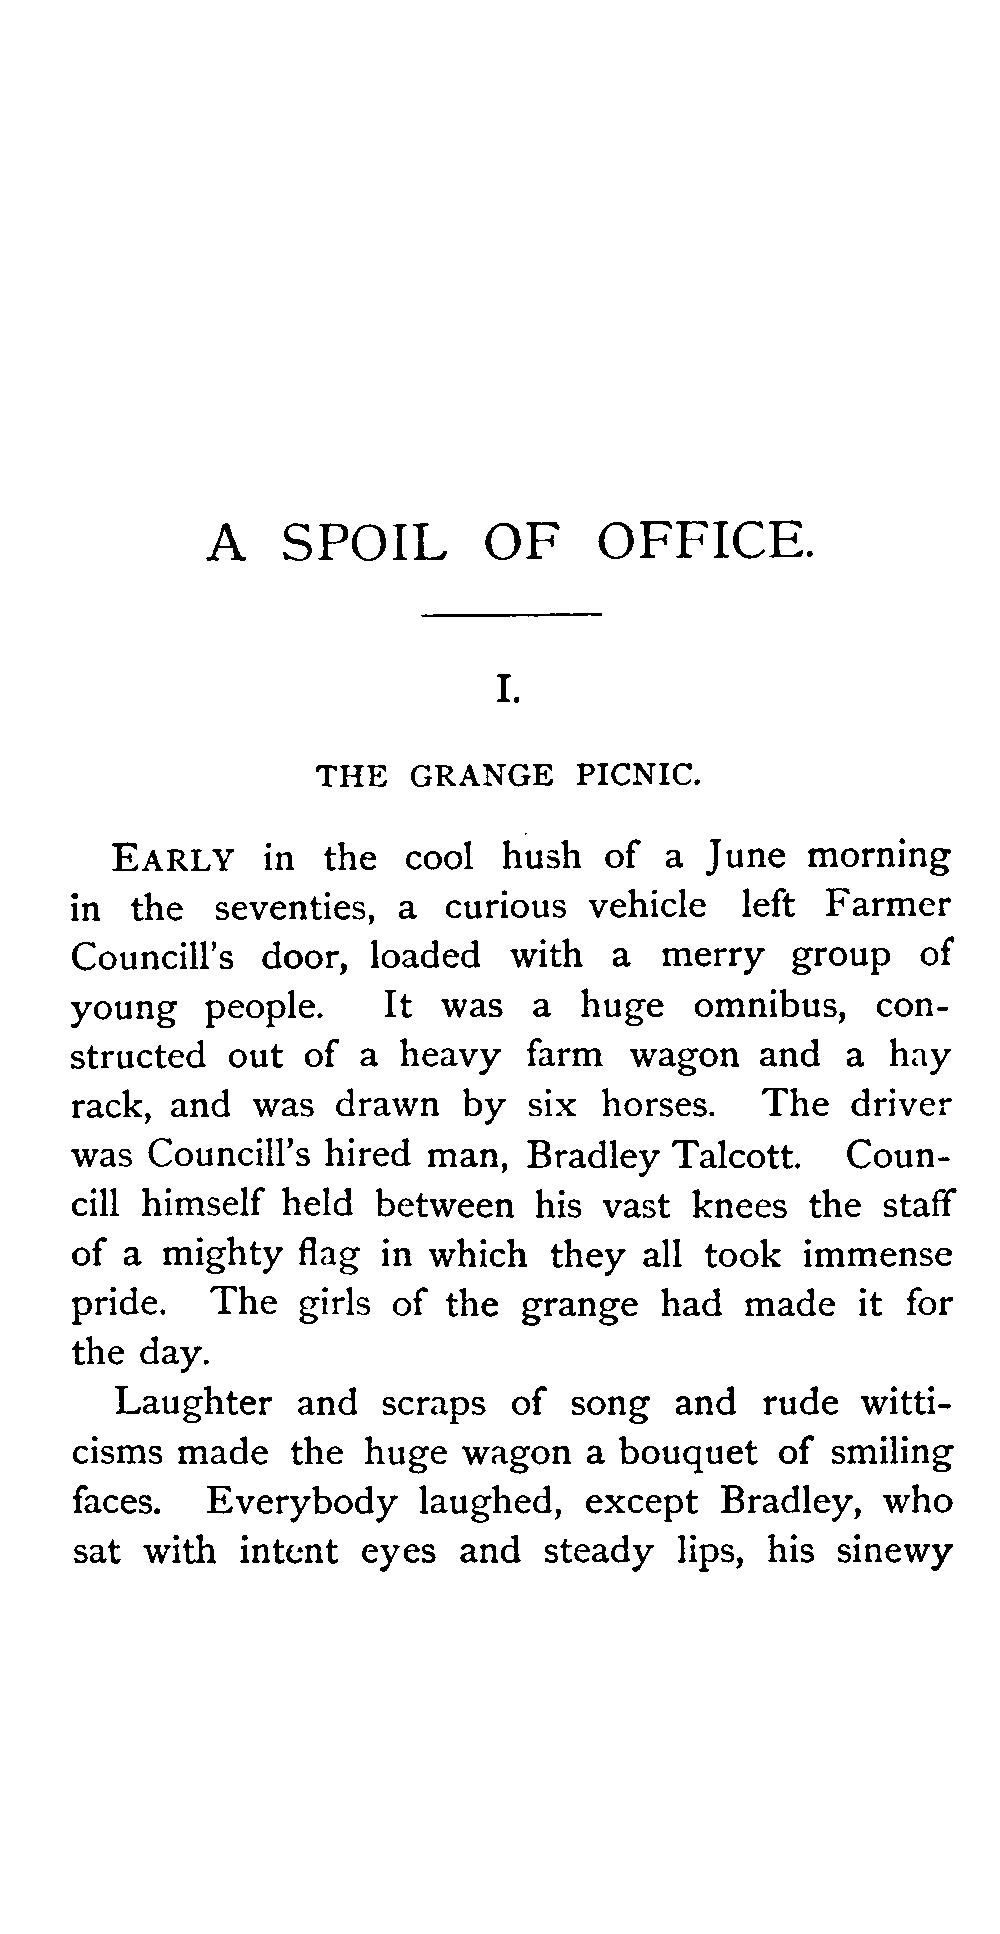 A SPOIL OF OFFICE.
I.
THE GRANGE PICNIC.
EARLY in the cool hush of a June morning
in the seventies, a curious vehicle left Farmer
Councill's door, loaded with a merry group of
young people. It was a huge omnibus, con-
structed out of a heavy farm wagon and a hay
rack, and was drawn by six horses. The driver
was Councill's hired man, Bradley Talcott. Coun-
cill himself held between his vast knees the staff
of a mighty flag in which they all took immense
pride. The girls of the grange had made it for
the day.
Laughter and scraps of song and rude witti-
cisms made the huge wagon a bouquet of smiling
faces. Everybody laughed, except Bradley, who
sat with intent eyes and steady lips, his sinewy